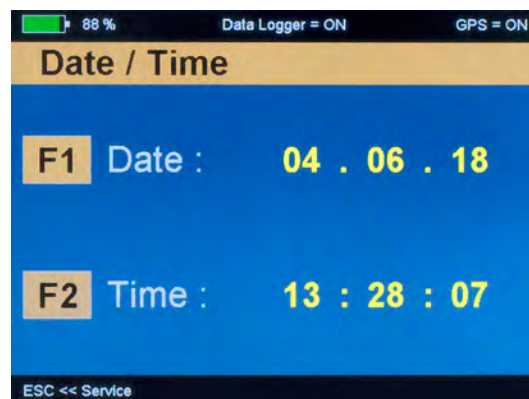 88 % Data Logger = ON GPS = ON
Date / Time
F1 Date : 04 . 06 . 18
F2 Time : 13 : 28 : 07
ESC << Service